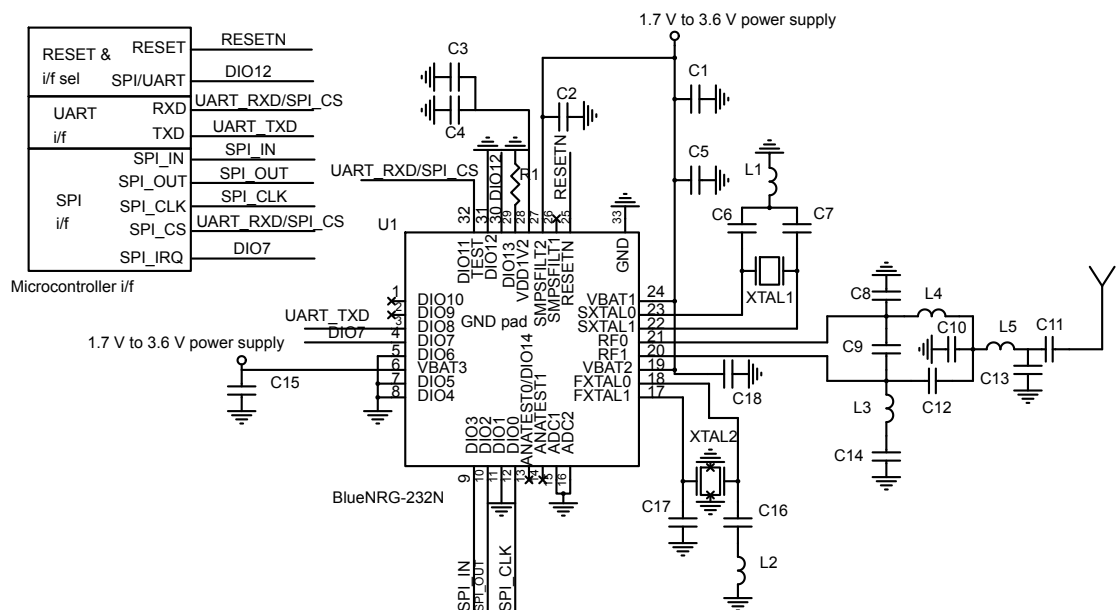 1.7 V to 3.6 V power supply
RESET & i/f sel
RESET
RESETN
SPI/UART
DIO12
UART i/f
RXD
UART_RXD/SPI_CS
TXD
UART_TXD
SPI i/f
SPI_IN
SPI_IN
SPI_OUT
SPI_OUT
SPI_CLK
SPI_CLK
SPI_CS
UART_RXD/SPI_CS
SPI_IRQ
DIO7
Microcontroller i/f
C3
C4
C2
C1
C5
R1
DIO12
RESETN
UART_RXD/SPI_CS
U1
32
31
30
29
28
27
26
25
33
DIO11
TEST
DIO12
DIO13
VDD1V2
SMPSFILT2
SMPSFILT1
RESETN
GND
L1
C6
C7
XTAL1
1
DIO10
2
DIO9
3
DIO8
4
DIO7
5
DIO6
6
VBAT3
7
DIO5
8
DIO4
GND pad
UART_TXD
DIO7
1.7 V to 3.6 V power supply
C15
VBAT1
24
SXTAL0
23
SXTAL1
22
RF0
21
RF1
20
VBAT2
19
FXTAL0
18
FXTAL1
17
C18
C8
L4
C9
C10
L5
C11
C13
C12
L3
C14
DIO3
DIO2
DIO1
DIO0
ANATEST0/DIO14
ANATEST1
ADC1
ADC2
9
10
11
12
13
14
15
16
BlueNRG-232N
SPI_IN
SPI_OUT
SPI_CLK
XTAL2
C17
C16
L2